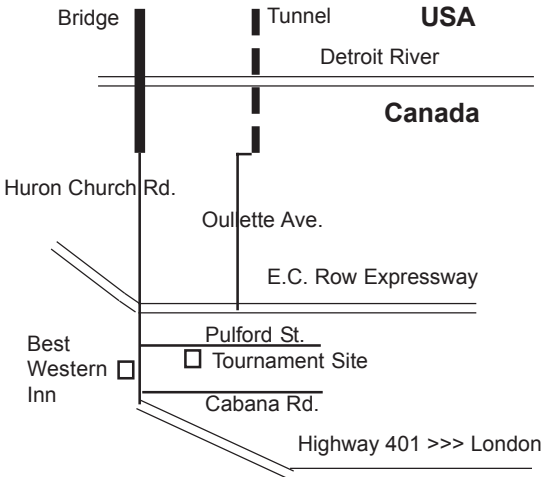 Bridge
Tunnel
USA
Detroit River
Canada
Huron Church Rd.
Oullette Ave.
E.C. Row Expressway
Pulford St.
Best
Western
Inn
Tournament Site
Cabana Rd.
Highway 401 >>> London